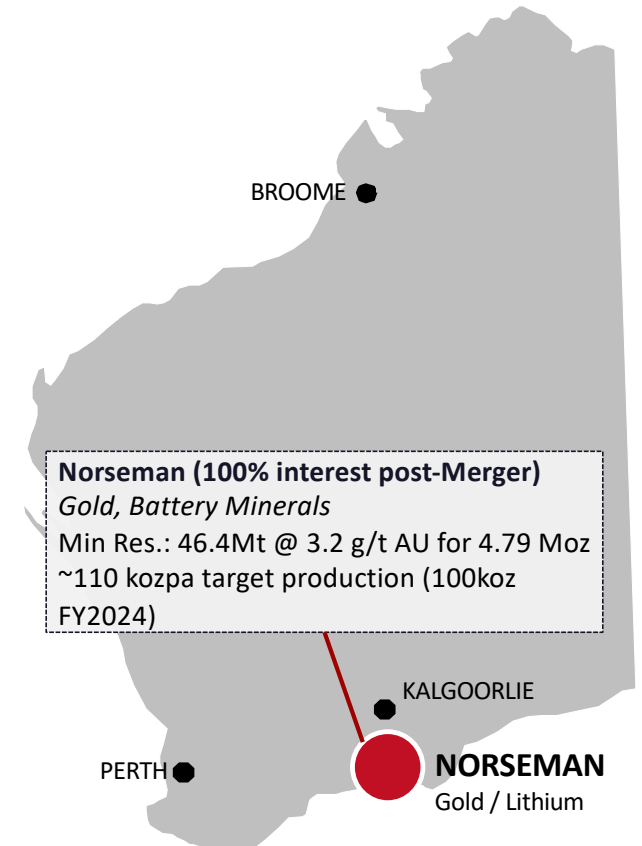 BROOME
Norseman (100% interest post-Merger)
Gold, Battery Minerals
Min Res.: 46.4Mt @ 3.2 g/t AU for 4.79 Moz
~110 kozpa target production (100koz
FY2024)
KALGOORLIE
PERTH
NORSEMAN
Gold / Lithium